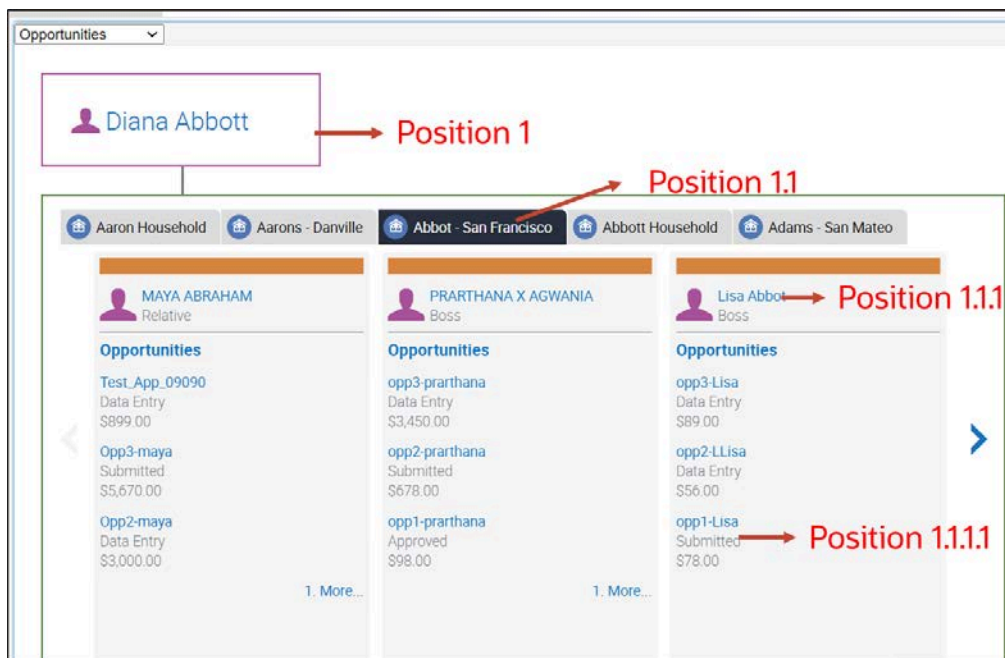 Opportunities
Diana Abbott
Position 1
Position 1.1
Aaron Household
Aarons - Danville
Abbot - San Francisco
Abbott Household
Adams - San Mateo
MAYA ABRAHAM
Relative
Opportunities
Test_App_09090
Data Entry
$899.00
Opp3-maya
Submitted
$5,670.00
Opp2-maya
Data Entry
$3,000.00
1. More...
PRARTHANA X AGWANIA
Boss
Opportunities
opp3-prarthana
Data Entry
$3,450.00
opp2-prarthana
Submitted
$678.00
opp1-prarthana
Approved
$98.00
1. More...
Lisa Abbot
Position 1.1.1
Boss
Opportunities
opp3-Lisa
Data Entry
$89.00
opp2-LLisa
Data Entry
$56.00
opp1-Lisa
Submitted
Position 1.1.1.1
$78.00